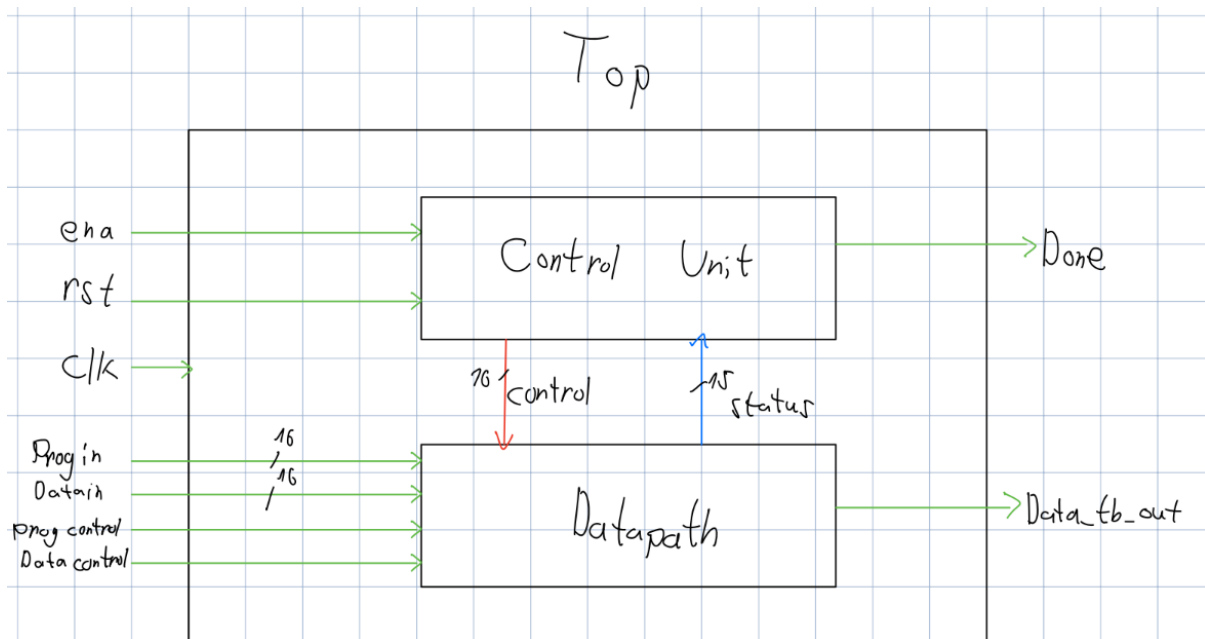 Top
ena
Control Unit
Done
rst
Clk
16
control
15
status
Prog in
16
Datain
16
prog control
Data control
Datapath
Data_tb_out